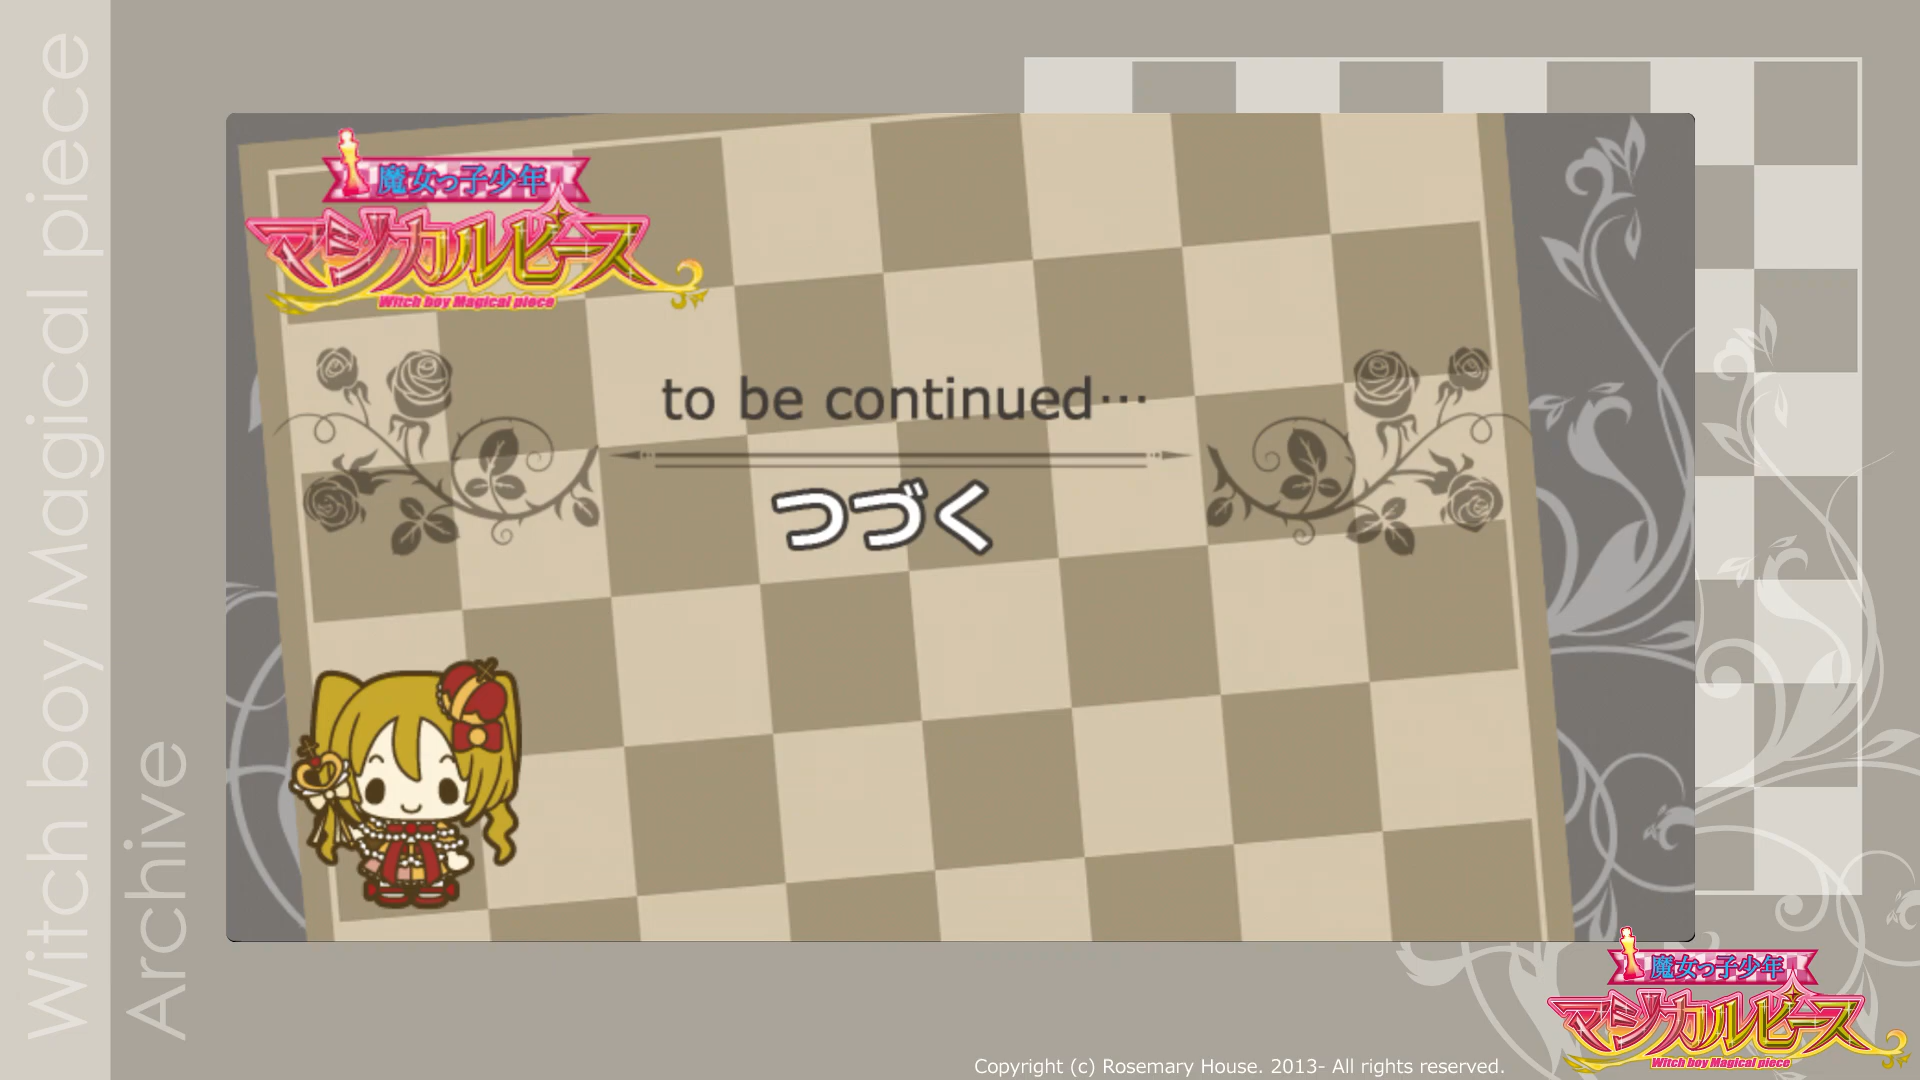 Witch boy Magical piece
Archive
魔女っ子少年
マジカルピース
Witch boy Magical piece
to be continued…
つづく
魔女っ子少年
マジカルピース
Witch boy Magical piece
Copyright (c) Rosemary House. 2013- All rights reserved.